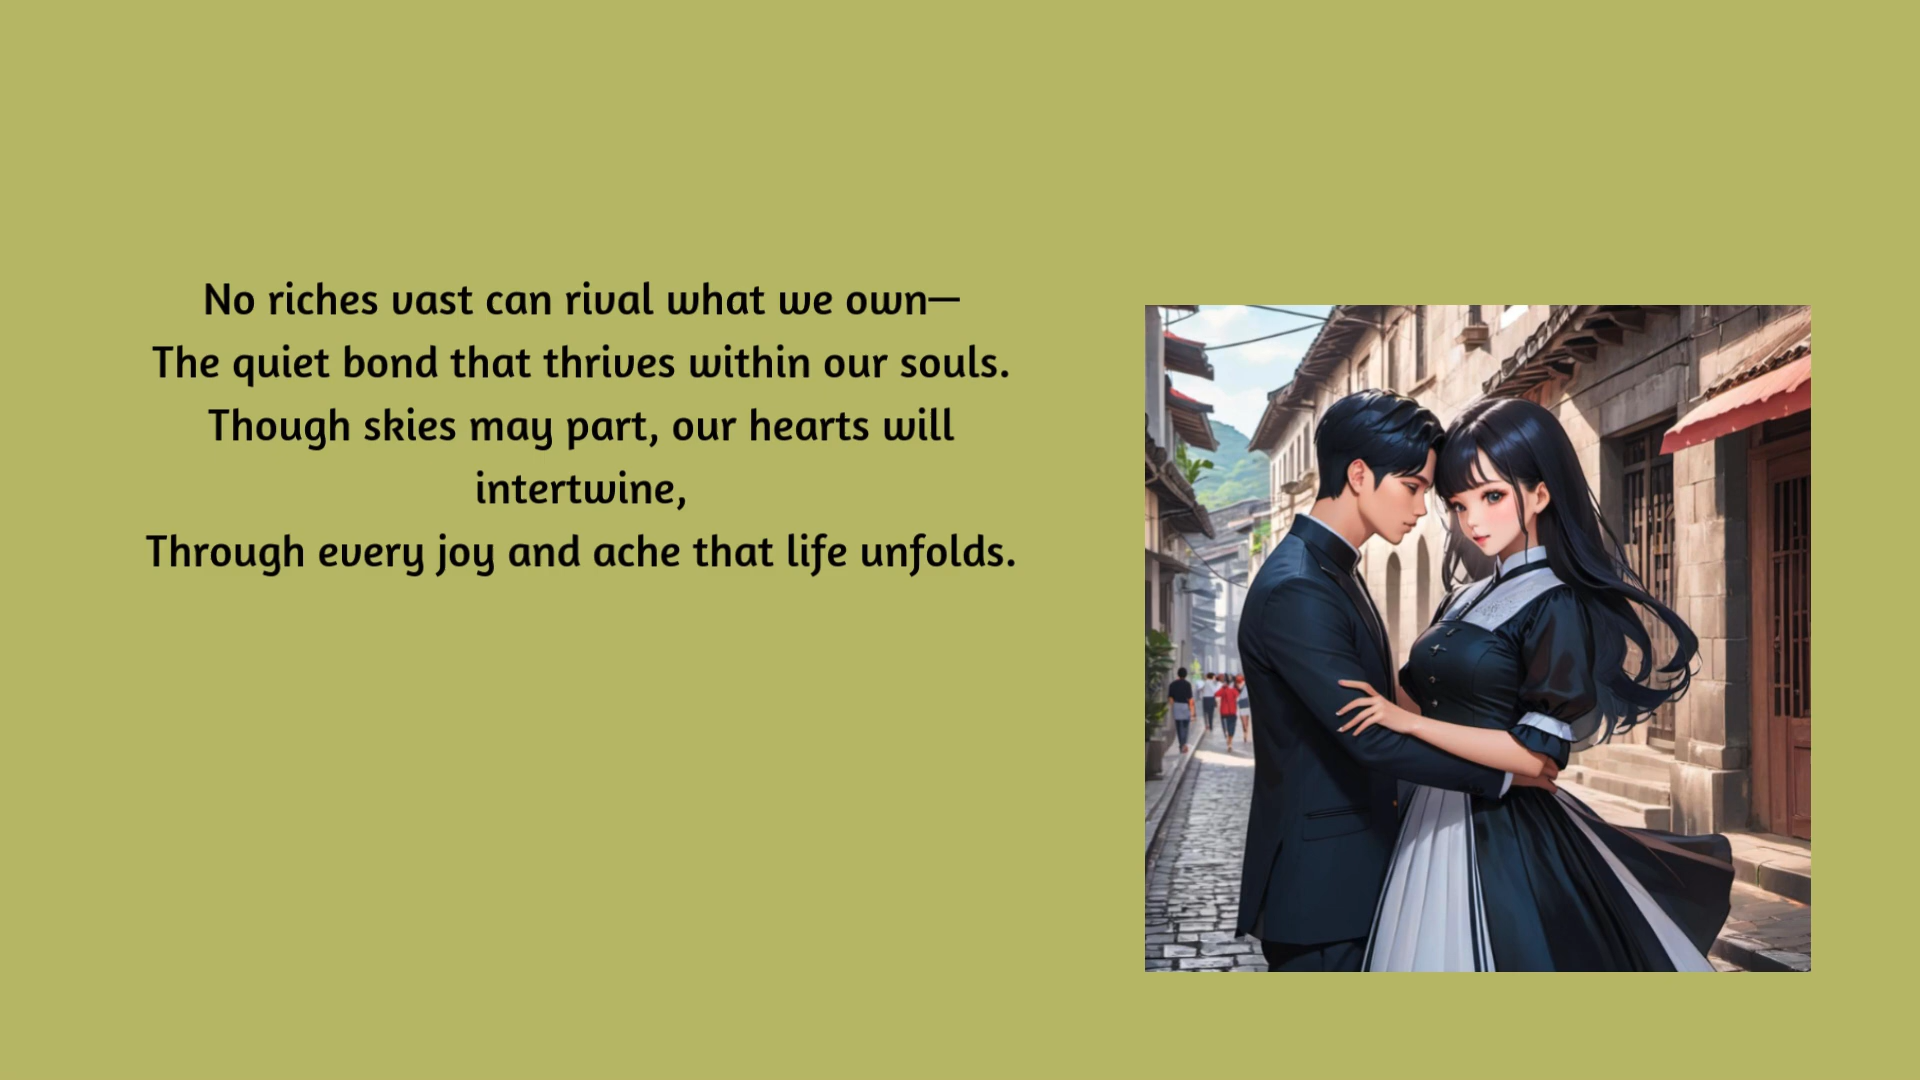 No riches vast can rival what we own—
The quiet bond that thrives within our souls.
Though skies may part, our hearts will
intertwine,
Through every joy and ache that life unfolds.